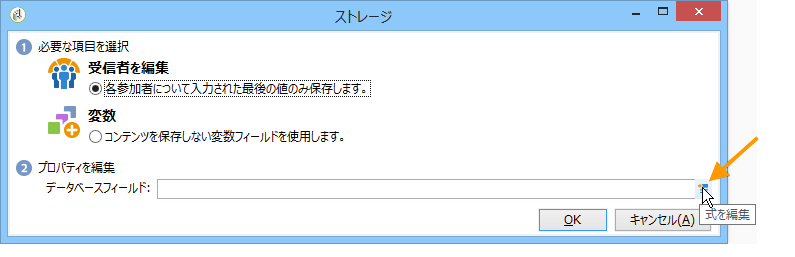 ストレージ
1 必要な項目を選択
受信者を編集
各参加者について入力された最後の値のみ保存します。
変数
コンテンツを保存しない変数フィールドを使用します。
2 プロパティを編集
データベースフィールド:
式を編集
OK キャンセル(A)